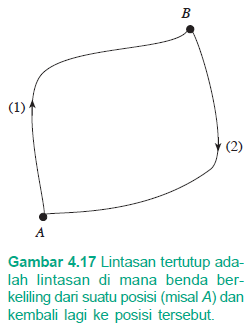 B
(1)
(2)
A
Gambar 4.17 Lintasan tertutup ada-
lah lintasan di mana benda ber-
keliling dari suatu posisi (misal A) dan
kembali lagi ke posisi tersebut.